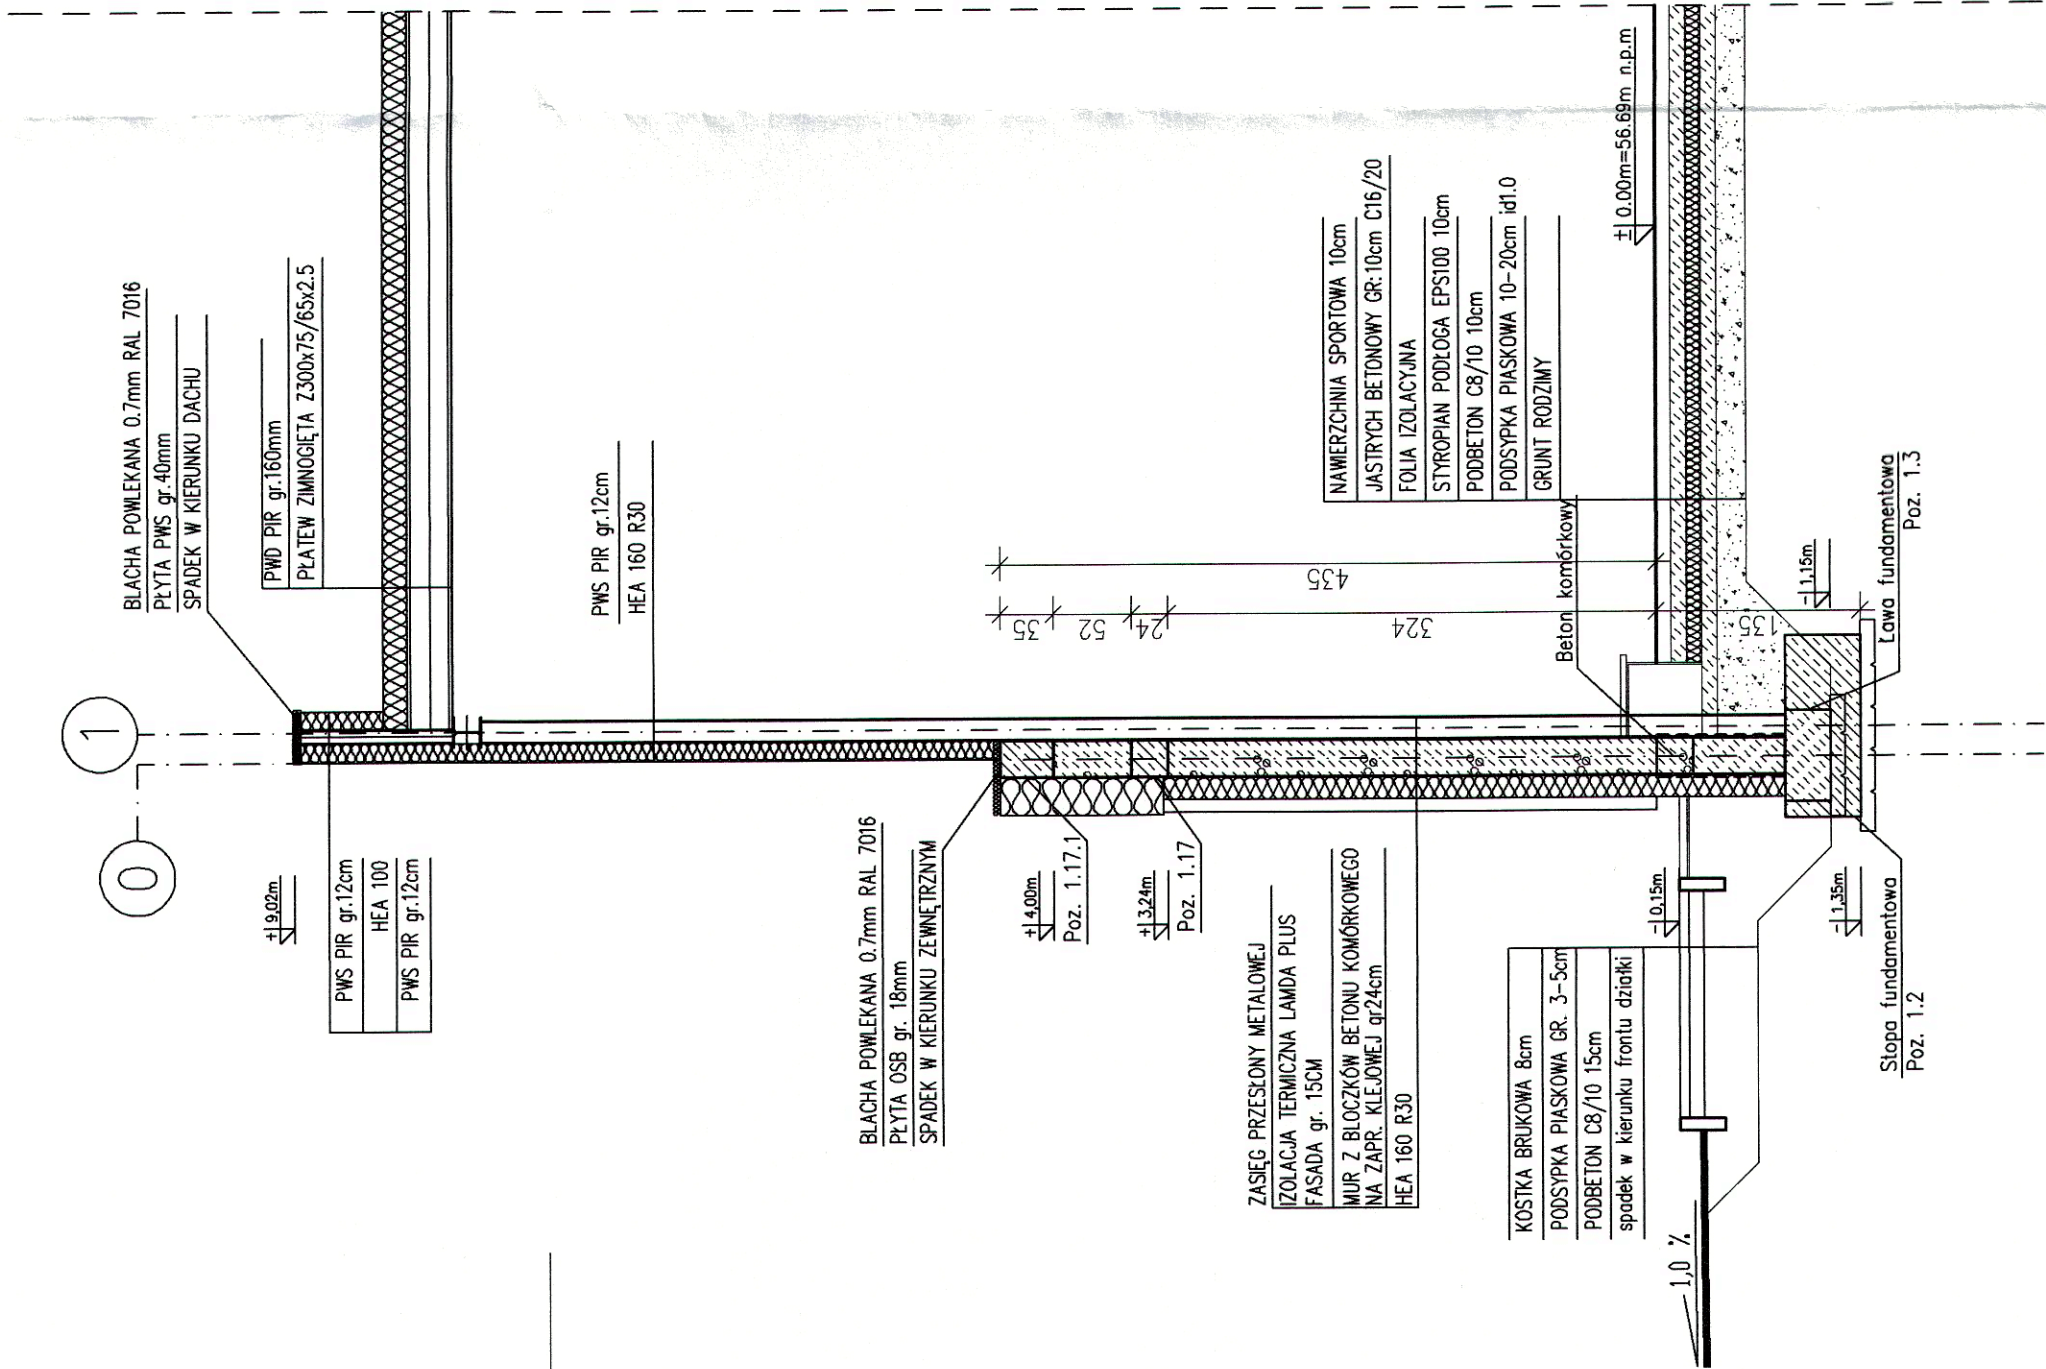 1
0
BLACHA POWLEKANA 0.7mm RAL 7016
PŁYTA PWS gr.40mm
SPADEK W KIERUNKU DACHU
PWD PIR gr.160mm
PŁATEW ZIMNOGIĘTA Z300x75/65x2.5
±9,02m
PWS PIR gr.12cm
HEA 100
PWS PIR gr.12cm
PWS PIR gr.12cm
HEA 160 R30
BLACHA POWLEKANA 0.7mm RAL 7016
PŁYTA OSB gr. 18mm
SPADEK W KIERUNKU ZEWNĘTRZNYM
±4,00m
Poz. 1.17.1
±3,24m
Poz. 1.17
35
52
24
324
435
135
ZASIĘG PRZESŁONY METALOWEJ
IZOLACJA TERMICZNA LAMDA PLUS
FASADA gr. 15CM
MUR Z BLOCZKÓW BETONU KOMÓRKOWEGO
NA ZAPR. KLEJOWEJ gr24cm
HEA 160 R30
NAWIERZCHNIA SPORTOWA 10cm
JASTRYCH BETONOWY GR:10cm C16/20
FOLIA IZOLACYJNA
STYROPIAN PODŁOGA EPS100 10cm
PODBETON C8/10 10cm
PODSYPKA PIASKOWA 10-20cm id1.0
GRUNT RODZIMY
Beton komórkowy
±0.00m=56.69m n.p.m
KOSTKA BRUKOWA 8cm
PODSYPKA PIASKOWA GR. 3-5cm
PODBETON C8/10 15cm
spadek w kierunku frontu działki
-0,15m
1,0 %
-1,15m
-1,35m
Ława fundamentowa
Poz. 1.3
Stopa fundamentowa
Poz. 1.2